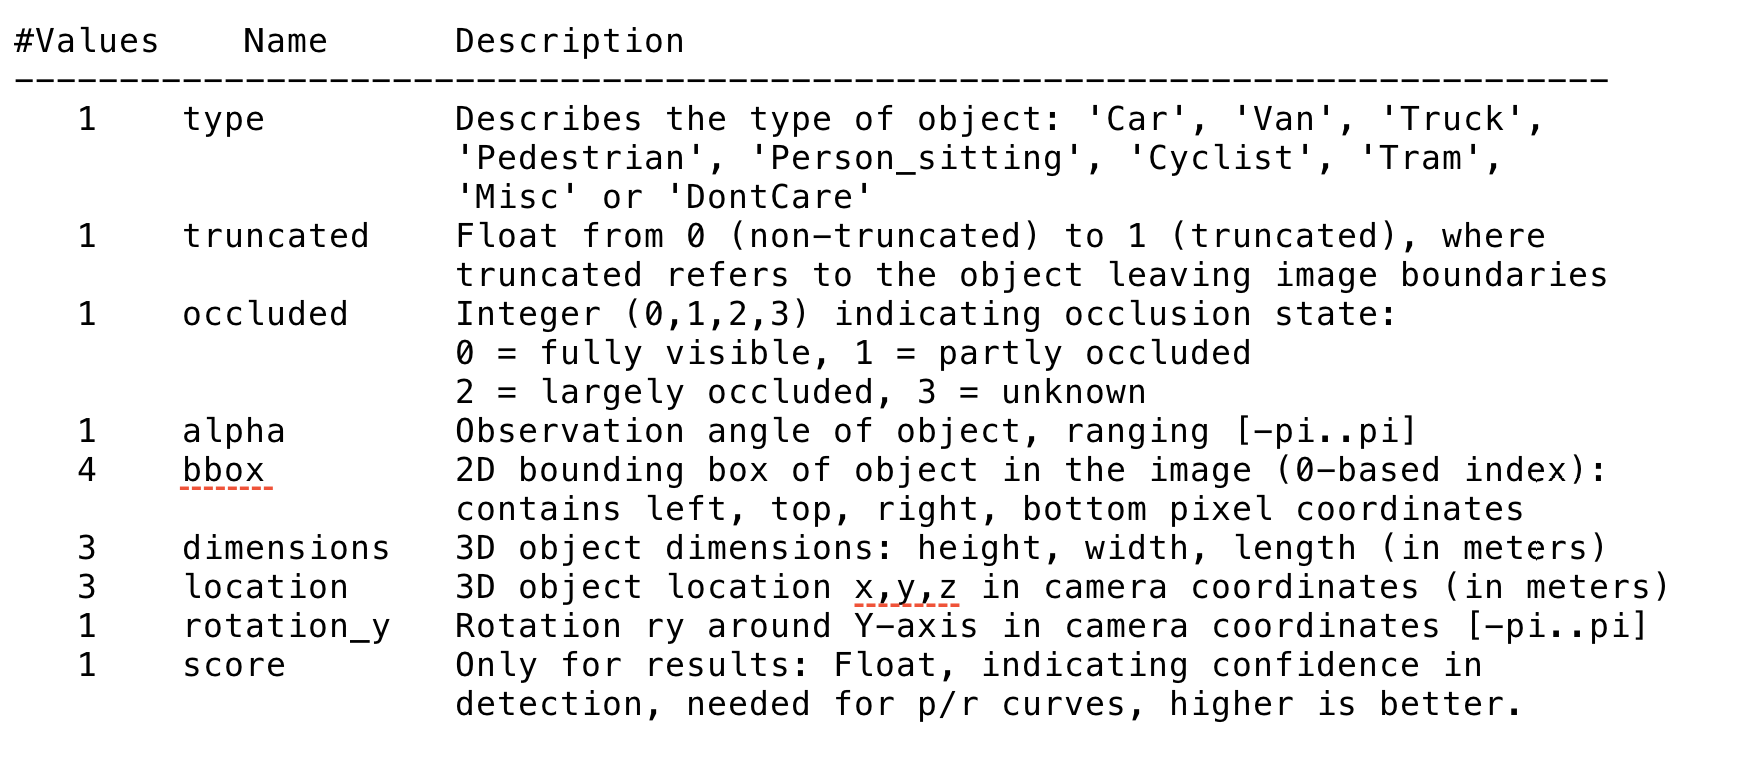 #Values    Name      Description
----------------------------------------------------------------------------
   1    type         Describes the type of object: 'Car', 'Van', 'Truck',
                     'Pedestrian', 'Person_sitting', 'Cyclist', 'Tram',
                     'Misc' or 'DontCare'
   1    truncated    Float from 0 (non-truncated) to 1 (truncated), where
                     truncated refers to the object leaving image boundaries
   1    occluded     Integer (0,1,2,3) indicating occlusion state:
                     0 = fully visible, 1 = partly occluded
                     2 = largely occluded, 3 = unknown
   1    alpha        Observation angle of object, ranging [-pi..pi]
   4    bbox         2D bounding box of object in the image (0-based index):
                     contains left, top, right, bottom pixel coordinates
   3    dimensions   3D object dimensions: height, width, length (in meters)
   3    location     3D object location x,y,z in camera coordinates (in meters)
   1    rotation_y   Rotation ry around Y-axis in camera coordinates [-pi..pi]
   1    score        Only for results: Float, indicating confidence in
                     detection, needed for p/r curves, higher is better.